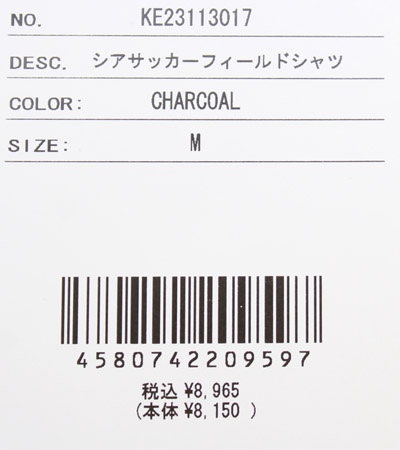 NO. KE23113017
DESC. シアサッカーフィールドシャツ
COLOR: CHARCOAL
SIZE: M
4580742209597
税込 ¥8,965
(本体 ¥8,150 )